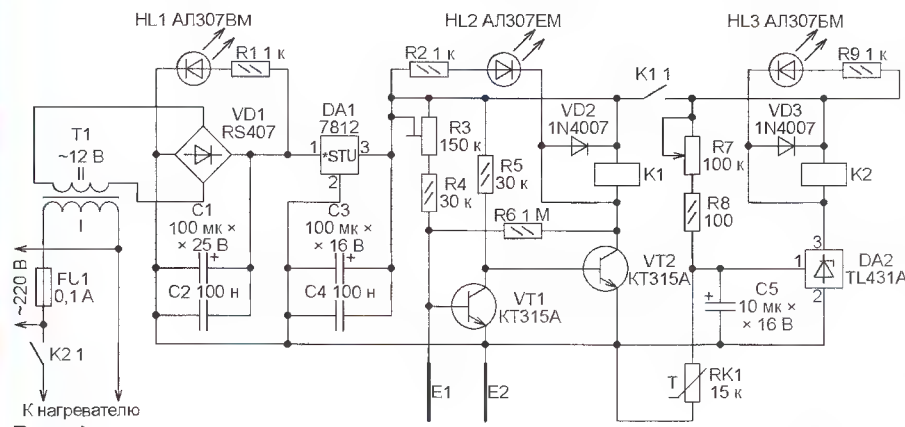 HL1 АЛ307ВМ
HL2 АЛ307ЕМ
HL3 АЛ307БМ
R1 1 к
R2 1 к
R9 1 к
K1 1
VD1
RS407
DA1
7812
VD2
1N4007
VD3
1N4007
T1
~12 В
II
I
1
*STU
3
2
R3
150 к
R4
30 к
R5
30 к
R6 1 М
K1
R7
100 к
R8
100
K2
C1
100 мк ×
× 25 В
+
C2 100 н
C3
100 мк ×
× 16 В
+
C4 100 н
VT1
КТ315А
VT2
КТ315А
+
C5
10 мк ×
× 16 В
3
1
2
DA2
TL431A
~220 В
FU1
0,1 А
K2 1
E1
E2
T
RK1
15 к
К нагревателю